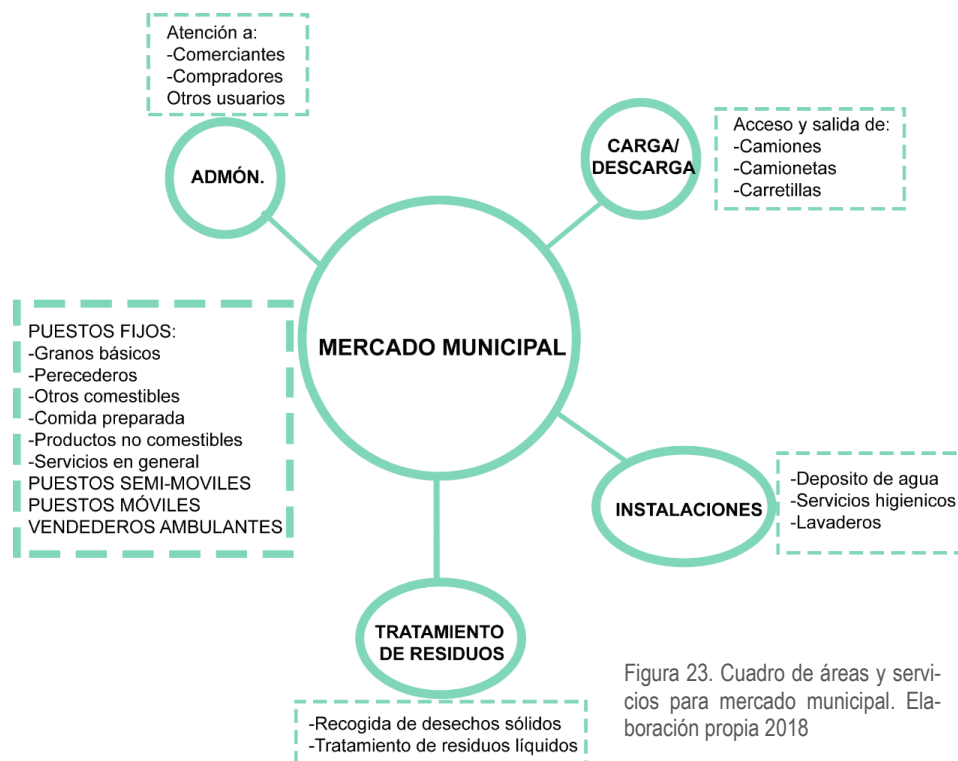 Atención a:
-Comerciantes
-Compradores
Otros usuarios
ADMÓN.
CARGA/
DESCARGA
Acceso y salida de:
-Camiones
-Camionetas
-Carretillas
MERCADO MUNICIPAL
PUESTOS FIJOS:
-Granos básicos
-Perecederos
-Otros comestibles
-Comida preparada
-Productos no comestibles
-Servicios en general
PUESTOS SEMI-MOVILES
PUESTOS MÓVILES
VENDEDEROS AMBULANTES
INSTALACIONES
-Deposito de agua
-Servicios higienicos
-Lavaderos
TRATAMIENTO
DE RESIDUOS
-Recogida de desechos sólidos
-Tratamiento de residuos líquidos
Figura 23. Cuadro de áreas y servi-
cios para mercado municipal. Ela-
boración propia 2018